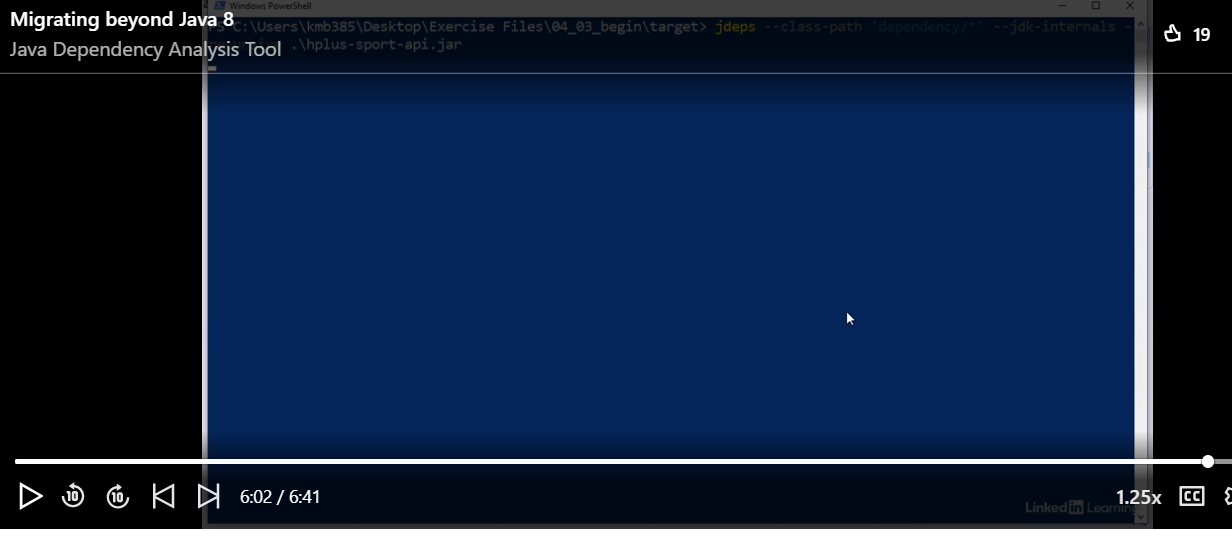 Migrating beyond Java 8
Java Dependency Analysis Tool
Windows PowerShell
C:\Users\kmb385\Desktop\Exercise Files\04_03_begin\target> jdeps --class-path 'dependency/*' --jdk-internals -
.\hplus-sport-api.jar
19
10
10
6:02 / 6:41
1.25x
CC
LinkedIn Learning